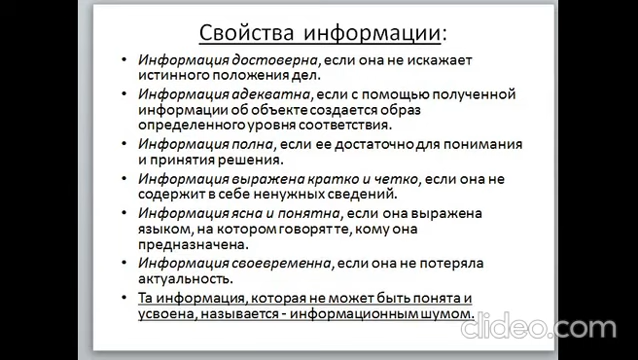 Свойства информации:
• Информация достоверна, если она не искажает
истинного положения дел.
• Информация адекватна, если с помощью полученной
информации об объекте создается образ
определенного уровня соответствия.
• Информация полна, если ее достаточно для понимания
и принятия решения.
• Информация выражена кратко и четко, если она не
содержит в себе ненужных сведений.
• Информация ясна и понятна, если она выражена
языком, на котором говорят те, кому она
предназначена.
• Информация своевременна, если она не потеряла
актуальность.
• Та информация, которая не может быть понята и
усвоена, называется - информационным шумом.
clideo.com